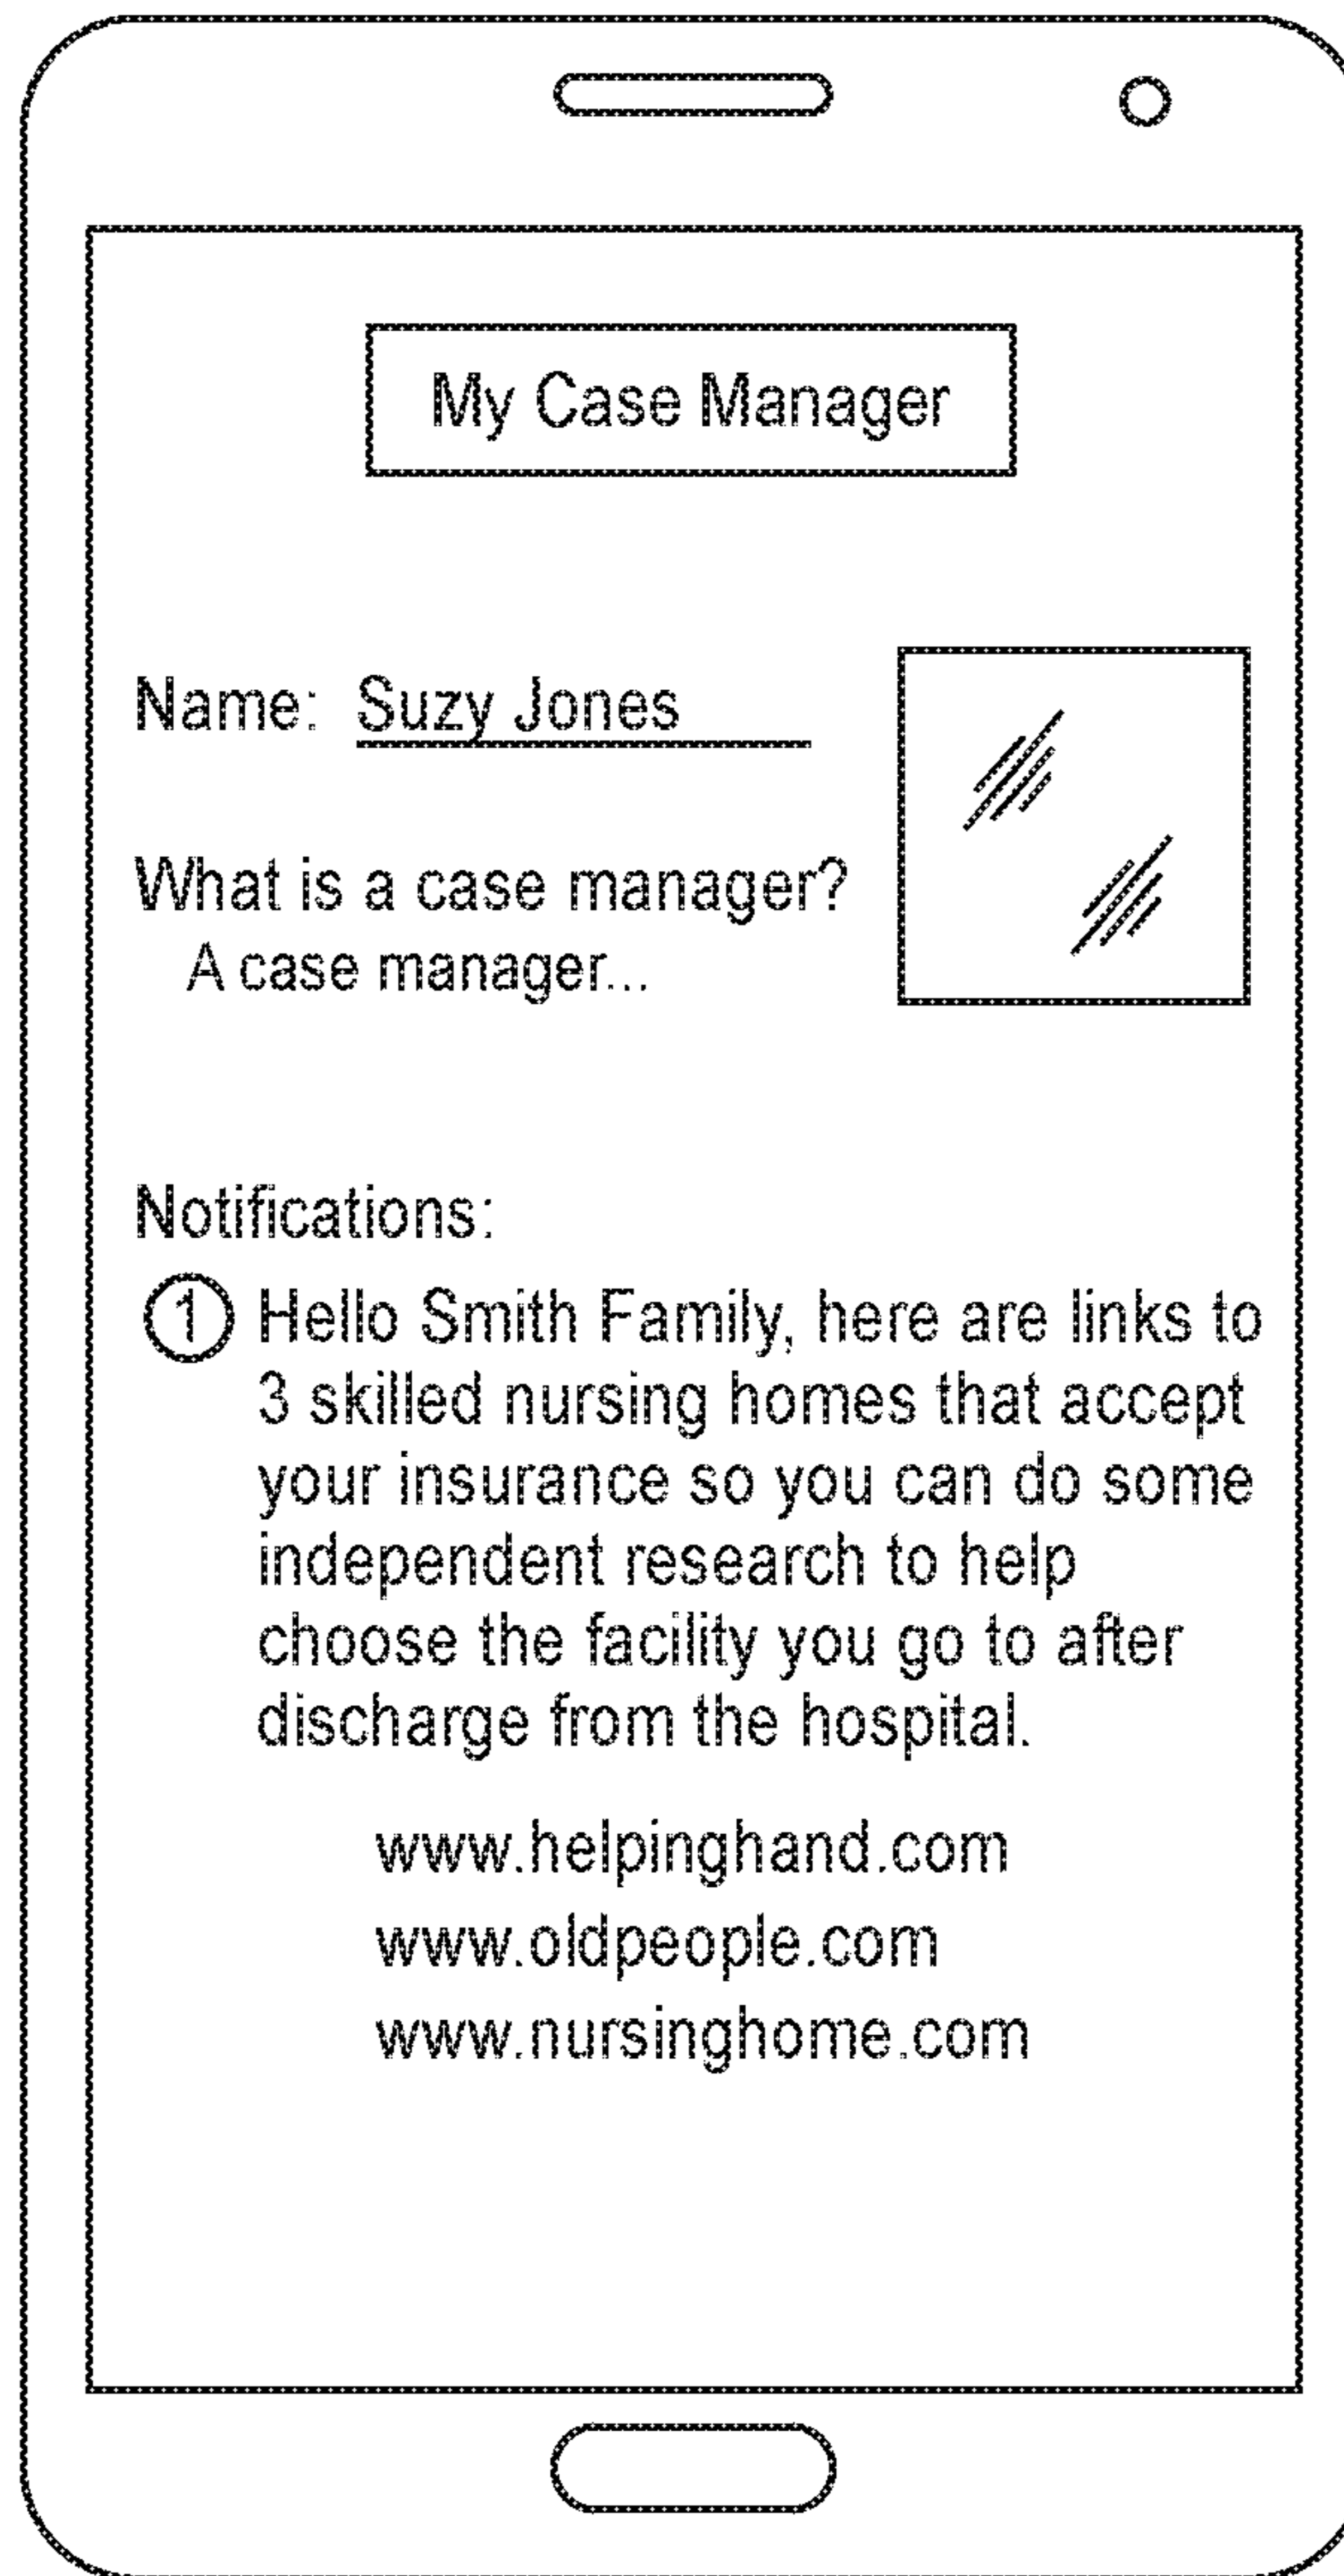 My Case Manager
Name: Suzy Jones
What is a case manager?
A case manager...
Notifications:
1 Hello Smith Family, here are links to
3 skilled nursing homes that accept
your insurance so you can do some
independent research to help
choose the facility you go to after
discharge from the hospital.
www.helpinghand.com
www.oldpeople.com
www.nursinghome.com